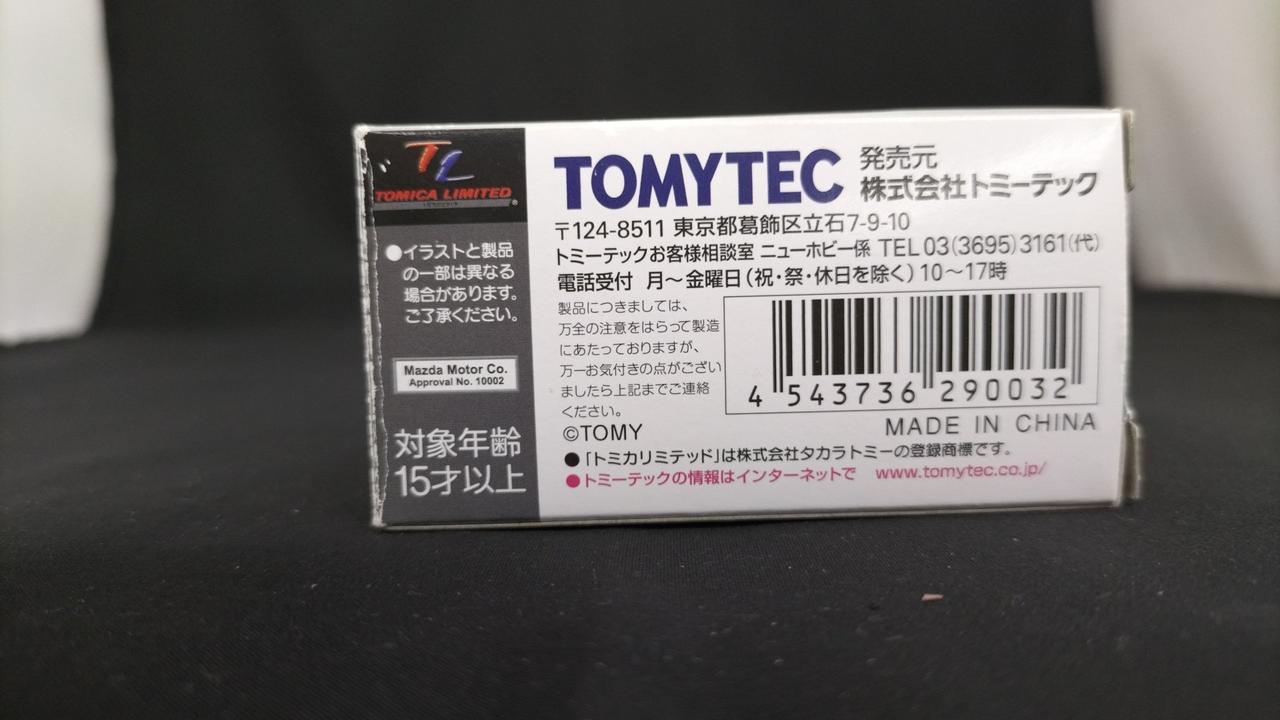 TL
TOMICA LIMITED
®
●イラストと製品
の一部は異なる
場合があります。
ご了承ください。
Mazda Motor Co.
Approval No. 10002
対象年齢
15才以上
TOMYTEC 発売元
株式会社トミーテック
〒124-8511 東京都葛飾区立石7-9-10
トミーテックお客様相談室 ニューホビー係 TEL 03(3695)3161(代)
電話受付 月～金曜日(祝・祭・休日を除く)10～17時
製品につきましては、
万全の注意をはらって製造
にあたっておりますが、
万一お気付きの点がござい
ましたら上記までご連絡
ください。
4 543736 290032
©TOMY
MADE IN CHINA
●「トミカリミテッド」は株式会社タカラトミーの登録商標です。
●トミーテックの情報はインターネットで www.tomytec.co.jp/